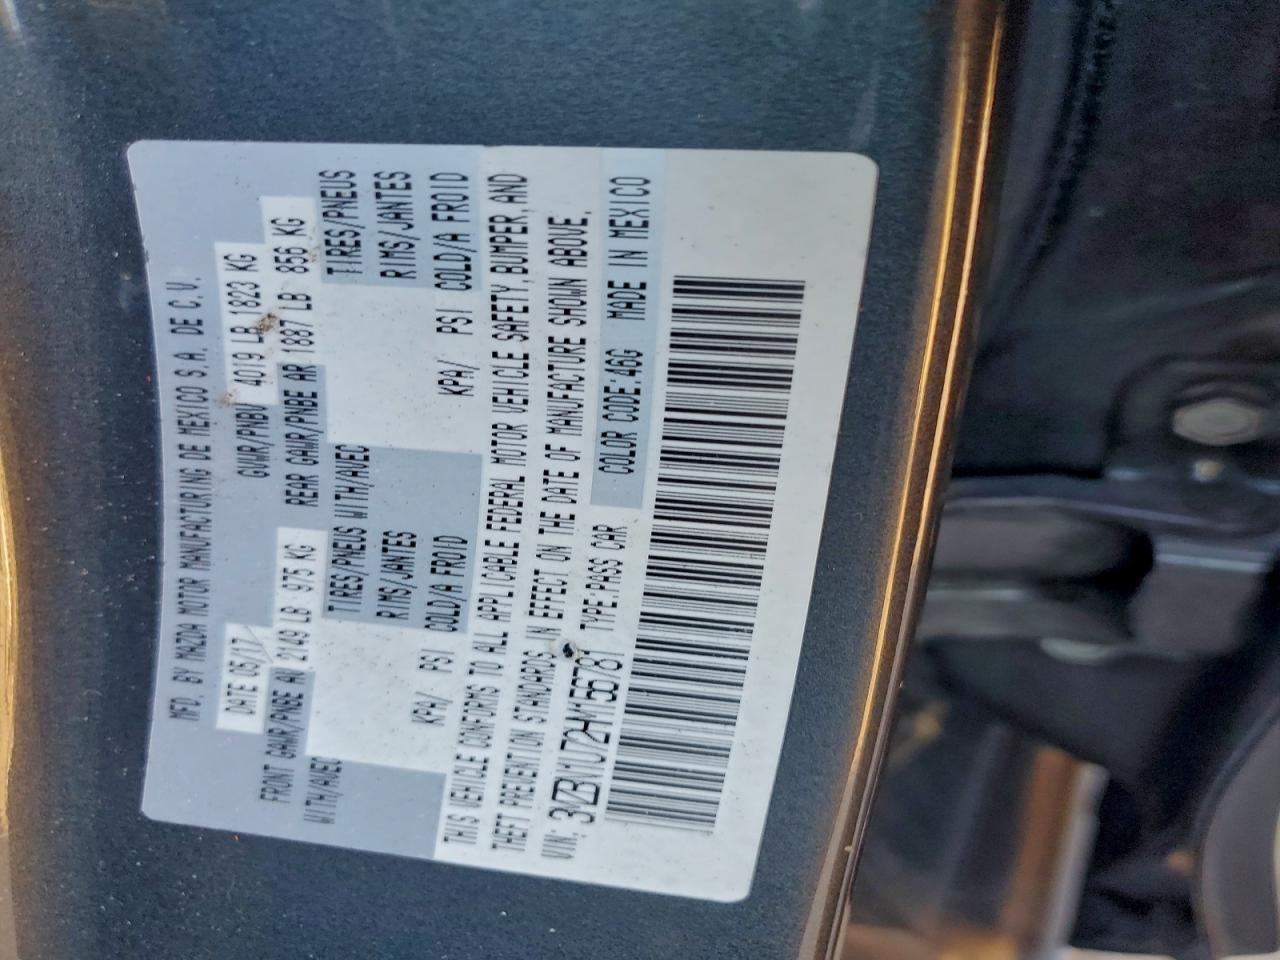 MFD. BY MAZDA MOTOR MANUFACTURING DE MEXICO S.A. DE C.V.
DATE 05/17 GVWR/PNBV 4019 LB 1823 KG
FRONT GAWR/PNBE AV 2149 LB 975 KG REAR GAWR/PNBE AR 1887 LB 856 KG
WITH/AVEC TIRES/PNEUS WITH/AVEC TIRES/PNEUS
RIMS/JANTES RIMS/JANTES
KPA/ PSI COLD/A FROID KPA/ PSI COLD/A FROID
THIS VEHICLE CONFORMS TO ALL APPLICABLE FEDERAL MOTOR VEHICLE SAFETY, BUMPER, AND
THEFT PREVENTION STANDARDS IN EFFECT ON THE DATE OF MANUFACTURE SHOWN ABOVE.
VIN: TYPE:PASS CAR COLOR CODE:46G MADE IN MEXICO